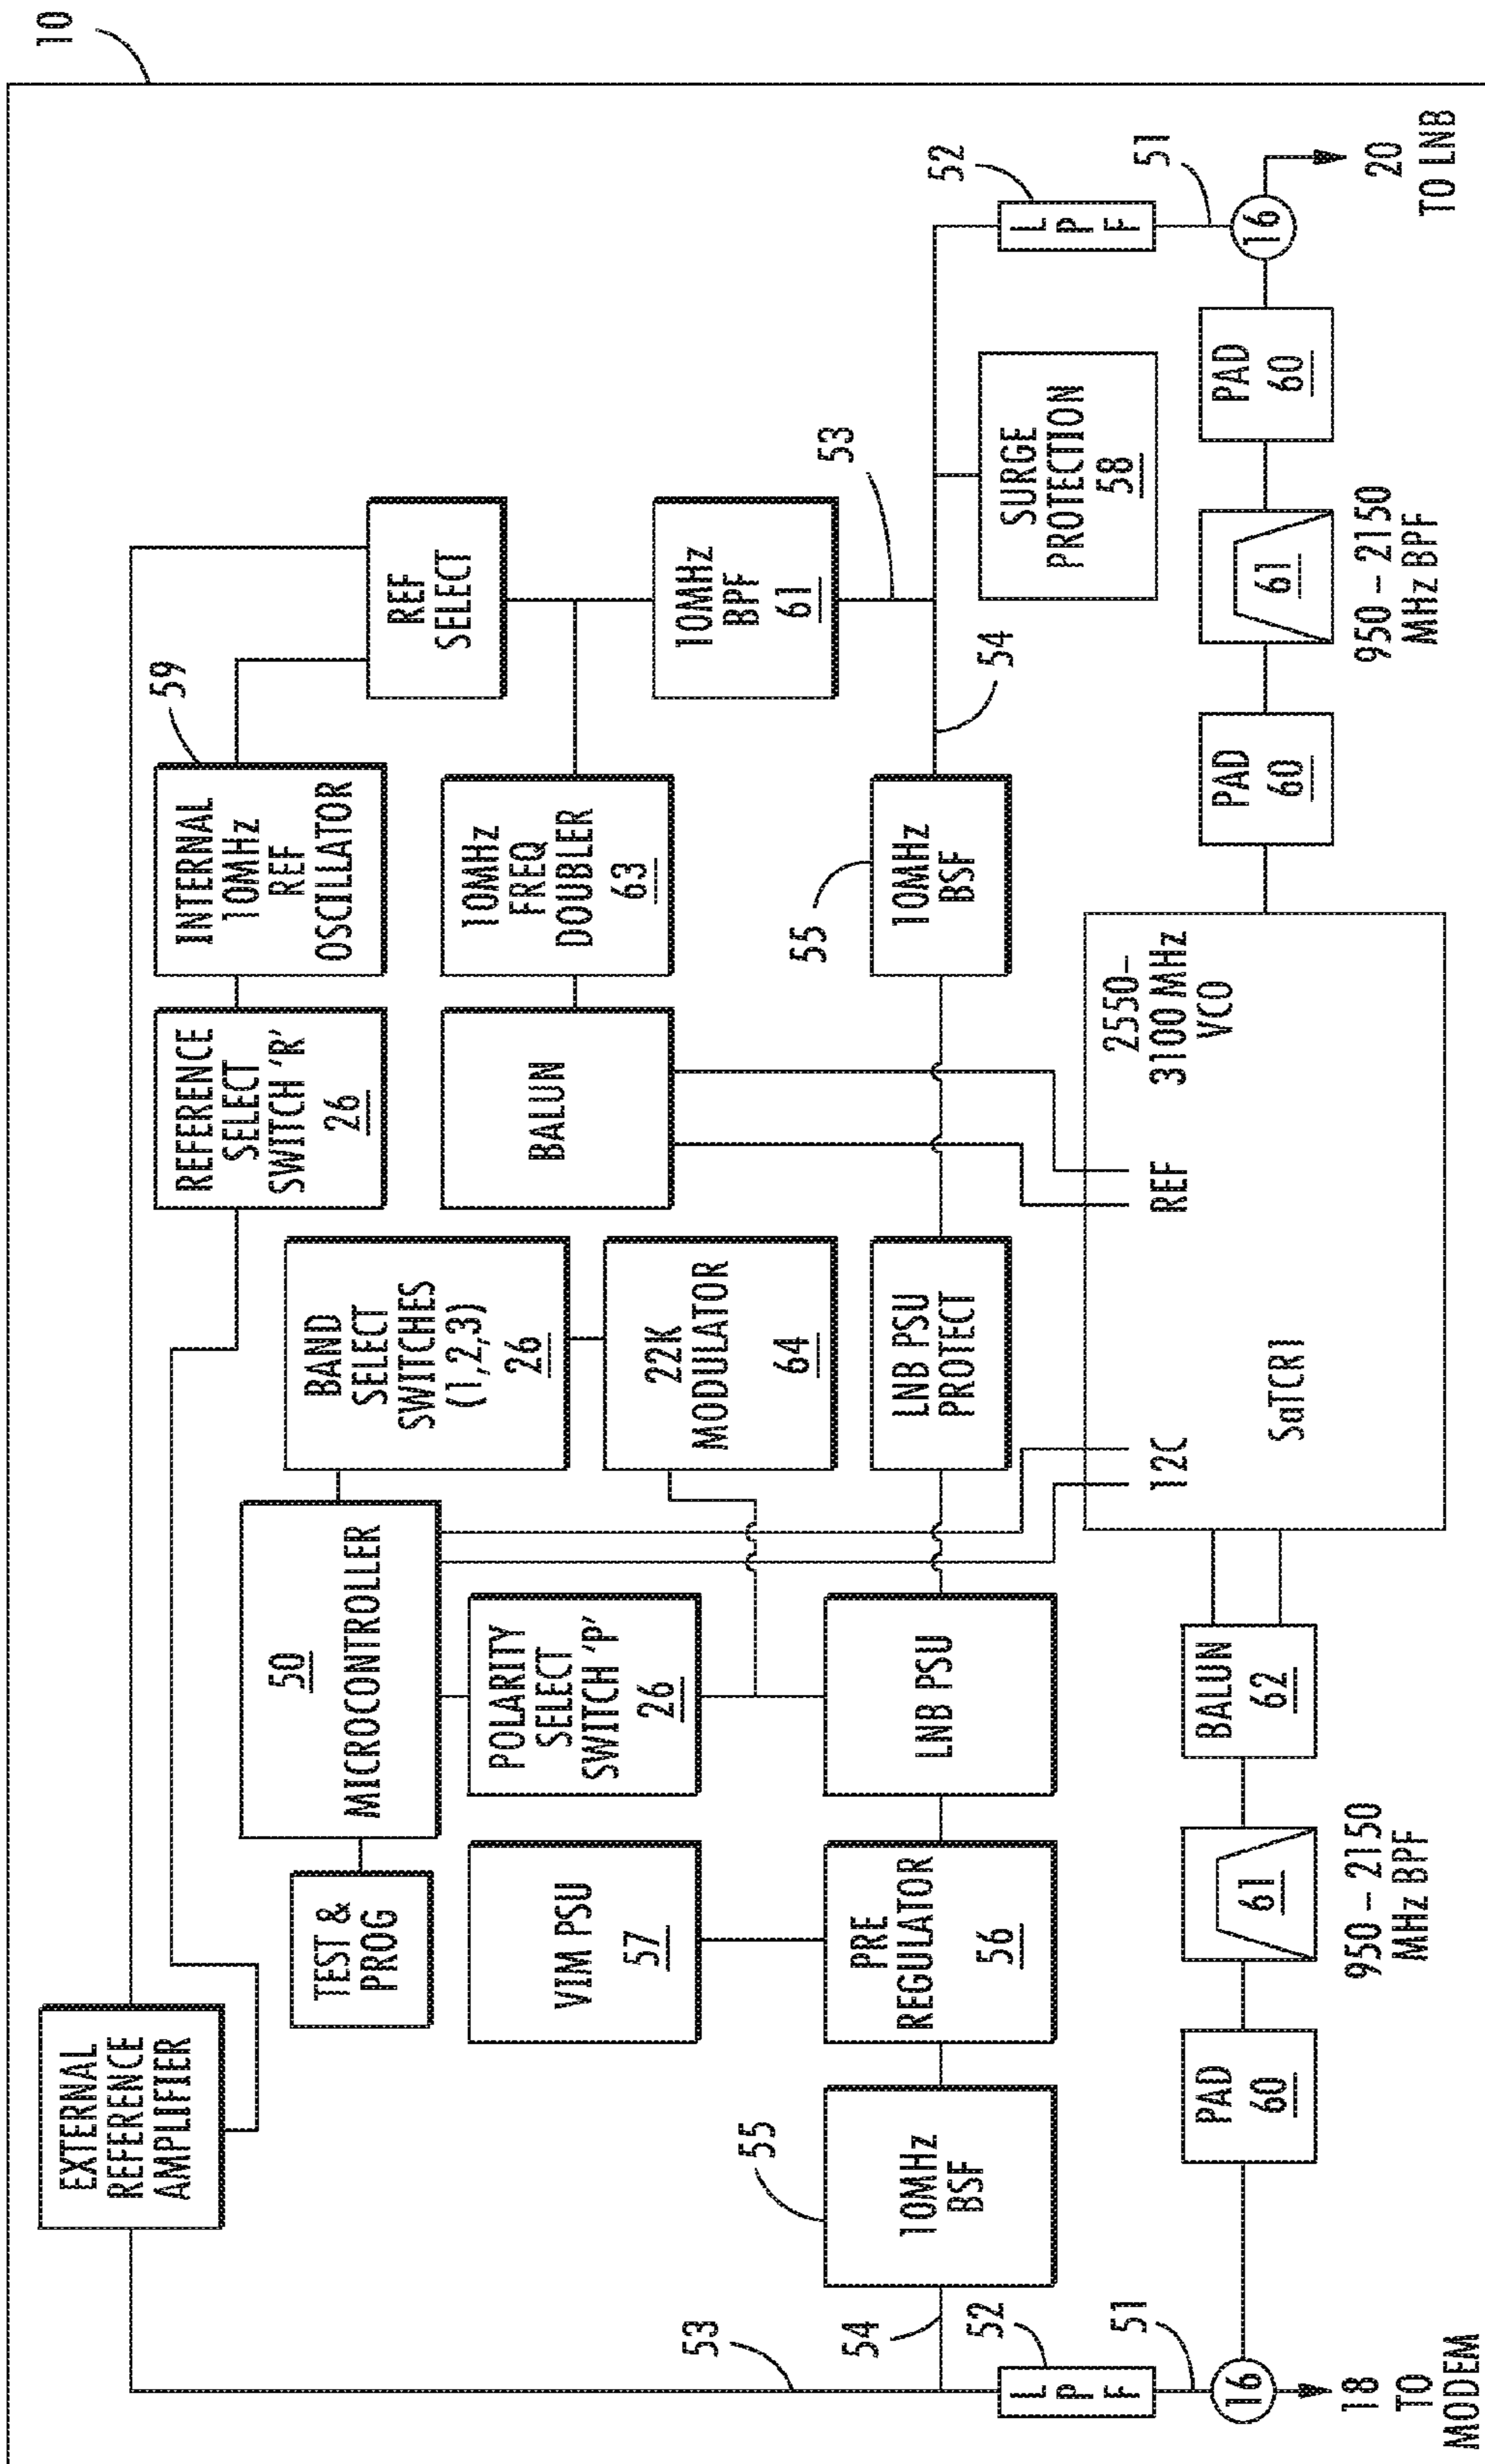 10
EXTERNAL
REFERENCE
AMPLIFIER
TEST &
PROG
50
MICROCONTROLLER
BAND
SELECT
SWITCHES
(1,2,3)
26
REFERENCE
SELECT
SWITCH 'R'
26
INTERNAL
10MHz
REF
OSCILLATOR
59
REF
SELECT
VIM PSU
57
POLARITY
SELECT
SWITCH 'P'
26
22K
MODULATOR
64
BALUN
10MHz
FREQ
DOUBLER
63
10MHz
BPF
61
53
53
55
10MHz
BSF
PRE
REGULATOR
56
LNB PSU
LNB PSU
PROTECT
55
10MHz
BSF
54
54
SURGE
PROTECTION
58
52
LPF
51
52
LPF
51
16
18
TO
MODEM
PAD
60
61
950 – 2150
MHz BPF
BALUN
62
12C
REF
2550–
3100 MHz
VCO
SaTCR1
PAD
60
61
950 – 2150
MHz BPF
PAD
60
16
20
TO LNB